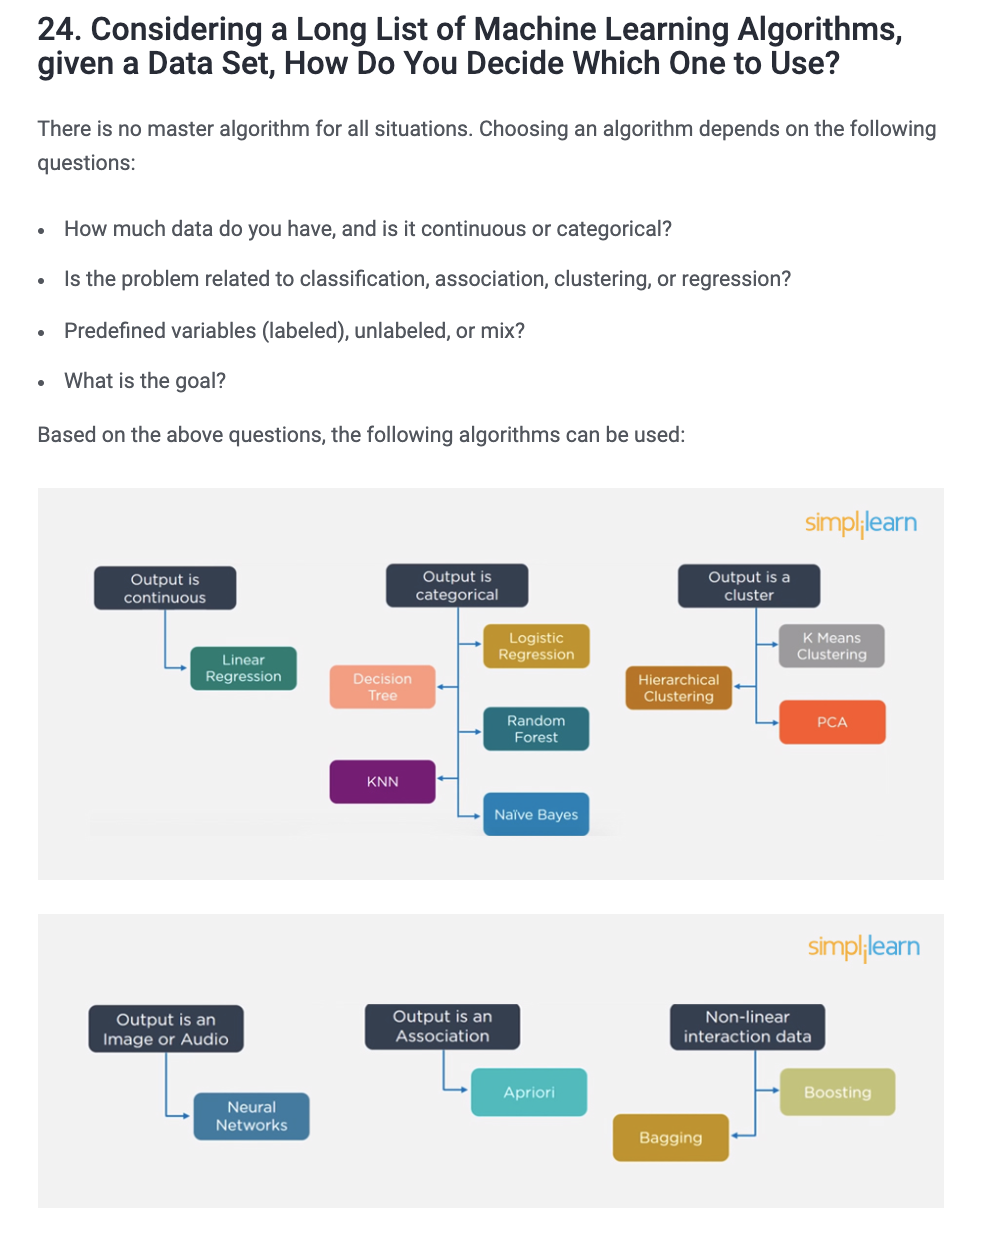 24. Considering a Long List of Machine Learning Algorithms,
given a Data Set, How Do You Decide Which One to Use?
There is no master algorithm for all situations. Choosing an algorithm depends on the following
questions:
• How much data do you have, and is it continuous or categorical?
• Is the problem related to classification, association, clustering, or regression?
• Predefined variables (labeled), unlabeled, or mix?
• What is the goal?
Based on the above questions, the following algorithms can be used:
simplilearn
Output is
continuous
Linear
Regression
Output is
categorical
Logistic
Regression
Decision
Tree
Random
Forest
KNN
Naïve Bayes
Output is a
cluster
K Means
Clustering
Hierarchical
Clustering
PCA
simplilearn
Output is an
Image or Audio
Neural
Networks
Output is an
Association
Apriori
Non-linear
interaction data
Boosting
Bagging